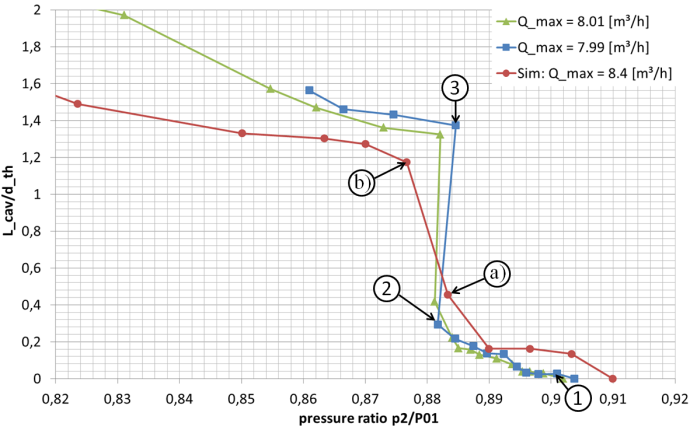 2
1,8
1,6
1,4
1,2
1
0,8
0,6
0,4
0,2
0
L_cav/d_th
Q_max = 8.01 [m³/h]
Q_max = 7.99 [m³/h]
Sim: Q_max = 8.4 [m³/h]
3
b)
a)
2
1
0,82 0,83 0,84 0,85 0,86 0,87 0,88 0,89 0,9 0,91 0,92
pressure ratio p2/P01